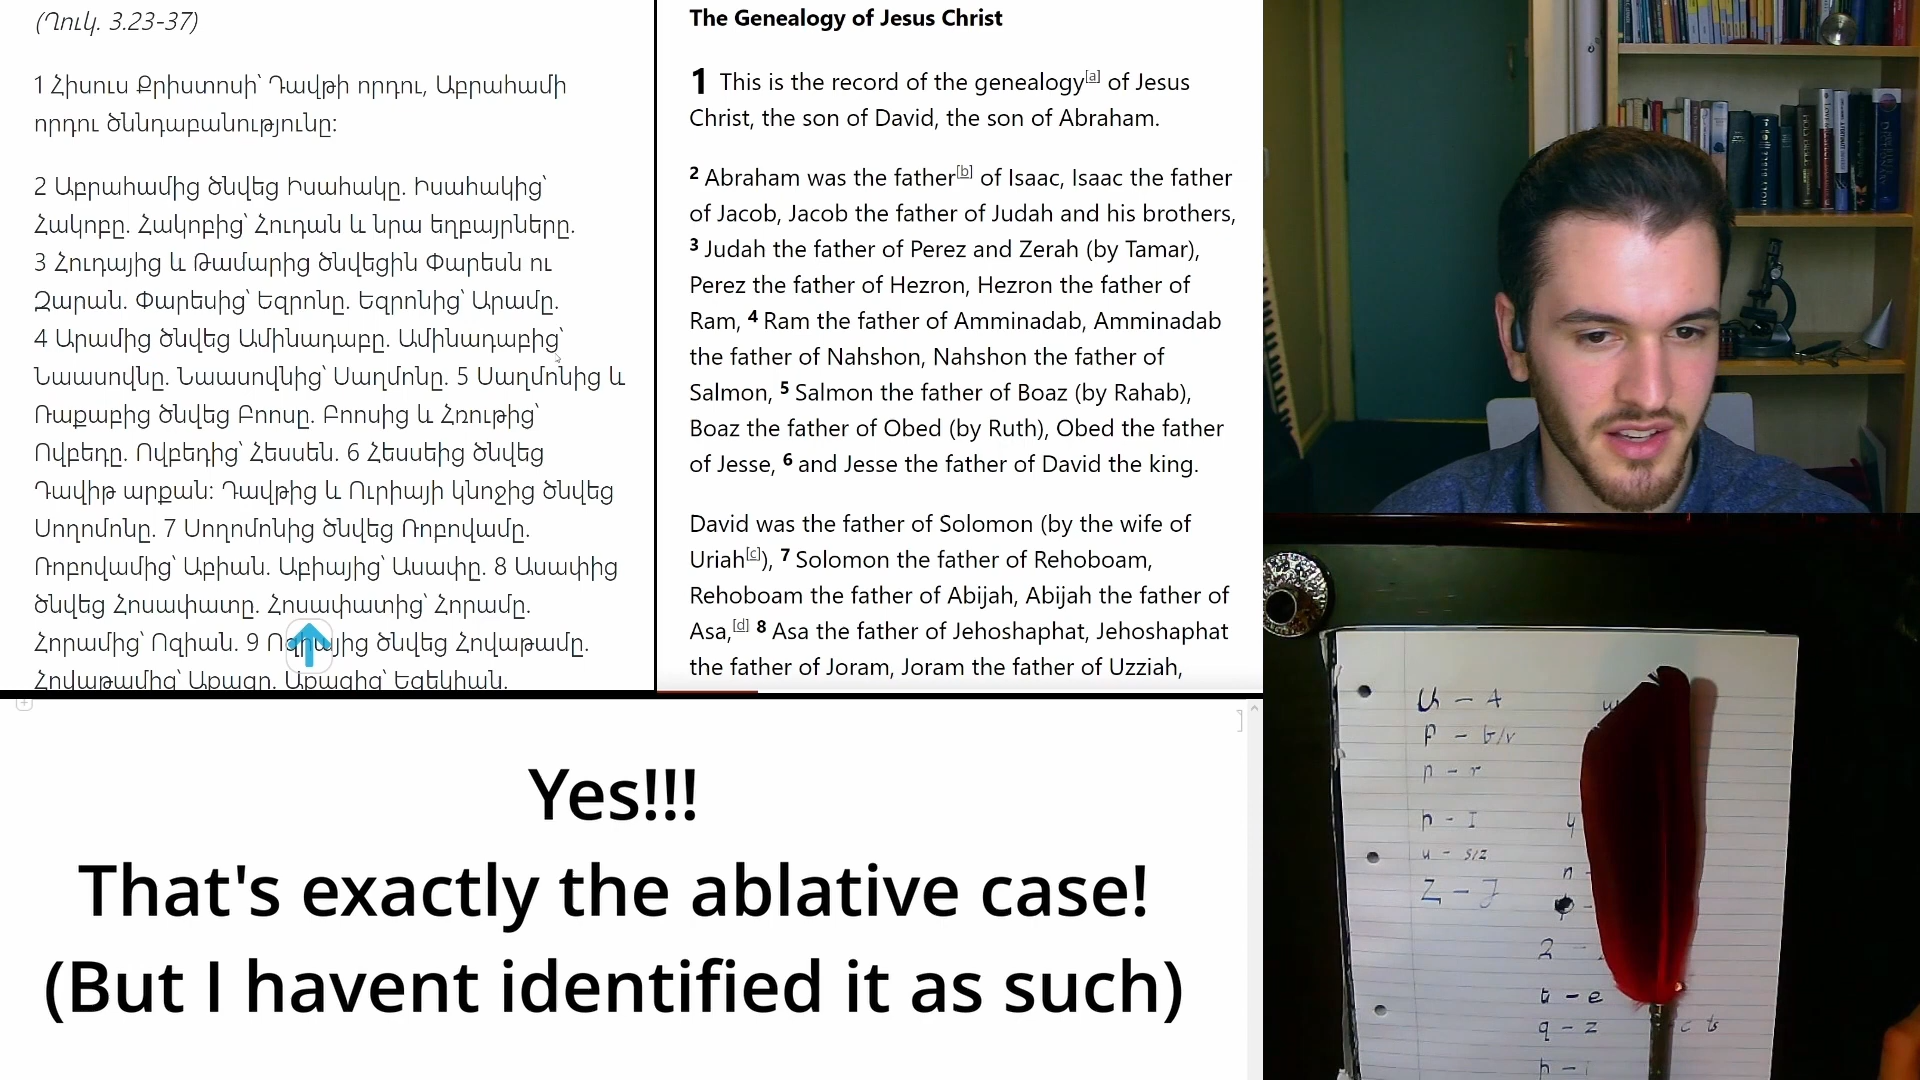 (Ղուկ. 3.23-37)
1 Հիսուս Քրիստոսի՝ Դավթի որդու, Աբրահամի
որդու ծննդաբանությունը:
2 Աբրահամից ծնվեց Իսահակը. Իսահակից՝
Հակոբը. Հակոբից՝ Հուդան և նրա եղբայրները.
3 Հուդայից և Թամարից ծնվեցին Փարեսն ու
Զարան. Փարեսից՝ Եզրոնը. Եզրոնից՝ Արամը.
4 Արամից ծնվեց Ամինադաբը. Ամինադաբից՝
Նաասովնը. Նաասովնից՝ Սաղմոնը. 5 Սաղմոնից և
Ռաքաբից ծնվեց Բոոսը. Բոոսից և Հռութից՝
Ովբեդը. Ովբեդից՝ Հեսսեն. 6 Հեսսեից ծնվեց
Դավիթ արքան: Դավթից և Ուրիայի կնոջից ծնվեց
Սողոմոնը. 7 Սողոմոնից ծնվեց Ռոբովամը.
Ռոբովամից՝ Աբիան. Աբիայից՝ Ասափը. 8 Ասափից
ծնվեց Հոսափատը. Հոսափատից՝ Հորամը.
Հորամից՝ Ոզիան. 9 Ոզիայից ծնվեց Հովաթամը.
Հովաթամից՝ Աքազը. Աքազից՝ Եզեկիան.
The Genealogy of Jesus Christ
1 This is the record of the genealogy[a] of Jesus
Christ, the son of David, the son of Abraham.
2 Abraham was the father[b] of Isaac, Isaac the father
of Jacob, Jacob the father of Judah and his brothers,
3 Judah the father of Perez and Zerah (by Tamar),
Perez the father of Hezron, Hezron the father of
Ram, 4 Ram the father of Amminadab, Amminadab
the father of Nahshon, Nahshon the father of
Salmon, 5 Salmon the father of Boaz (by Rahab),
Boaz the father of Obed (by Ruth), Obed the father
of Jesse, 6 and Jesse the father of David the king.
David was the father of Solomon (by the wife of
Uriah[c]), 7 Solomon the father of Rehoboam,
Rehoboam the father of Abijah, Abijah the father of
Asa,[d] 8 Asa the father of Jehoshaphat, Jehoshaphat
the father of Joram, Joram the father of Uzziah,
Yes!!!
That's exactly the ablative case!
(But I havent identified it as such)
Ա - A
Բ - b/v
ր - r
ի - I
ս - s/z
Հ - J
ե - e
զ - z